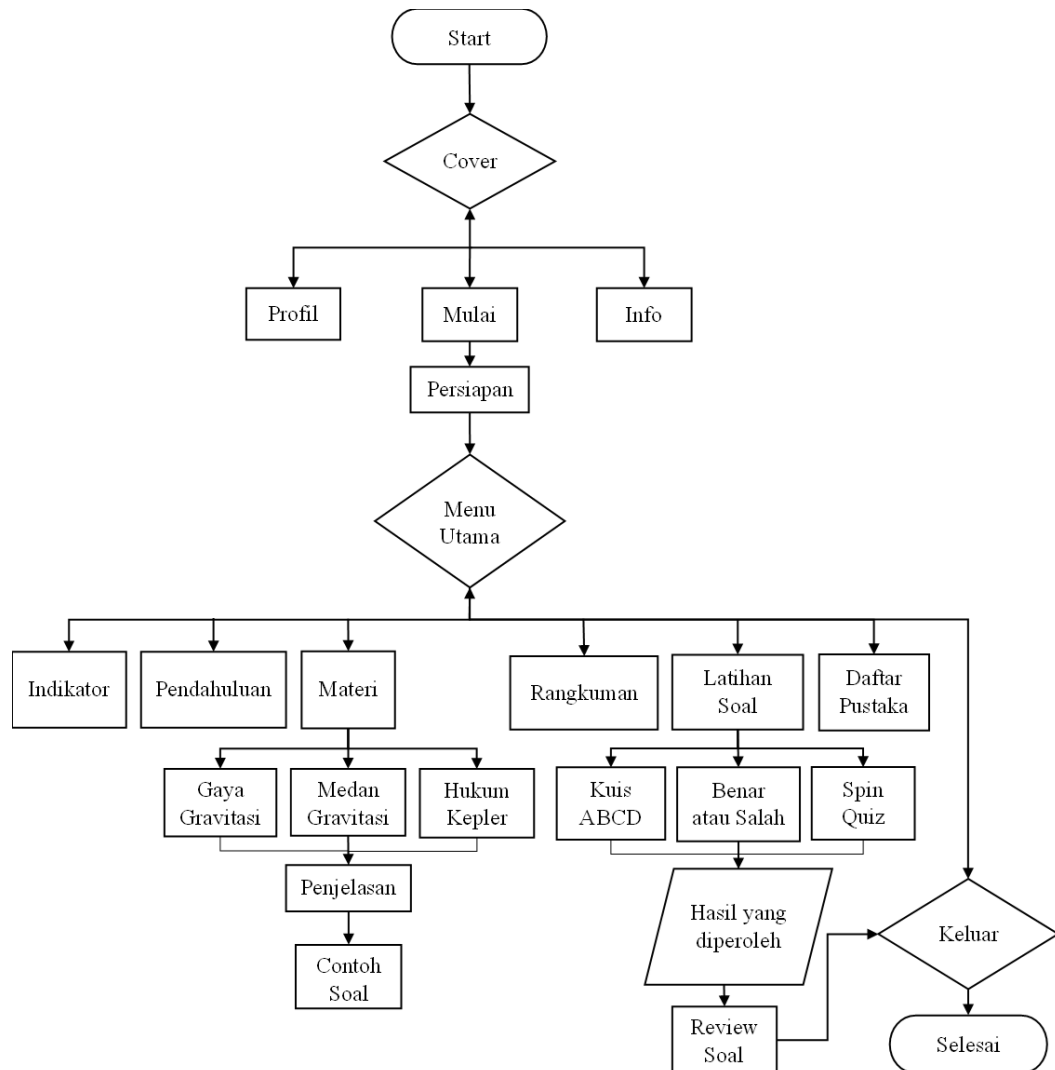 Start
Cover
Profil
Mulai
Info
Persiapan
Menu
Utama
Indikator
Pendahuluan
Materi
Rangkuman
Latihan
Soal
Daftar
Pustaka
Gaya
Gravitasi
Medan
Gravitasi
Hukum
Kepler
Kuis
ABCD
Benar
atau Salah
Spin
Quiz
Penjelasan
Contoh
Soal
Hasil yang
diperoleh
Keluar
Review
Soal
Selesai